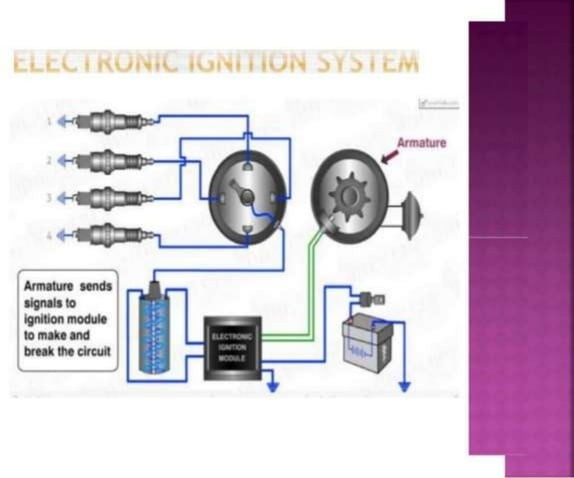 ELECTRONIC IGNITION SYSTEM
1
2
3
4
Armature
Armature sends
signals to
ignition module
to make and
break the circuit
ELECTRONIC
IGNITION
MODULE